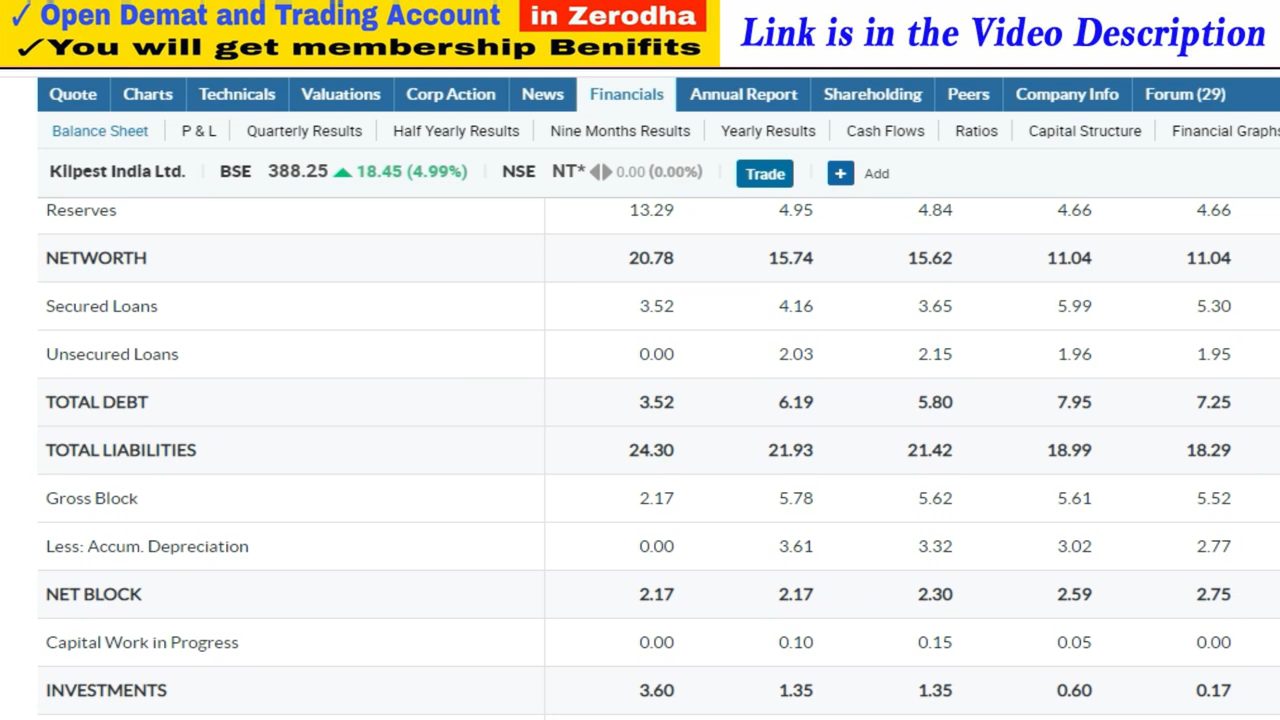 ✓ Open Demat and Trading Account in Zerodha
✓You will get membership Benifits
Link is in the Video Description
Quote Charts Technicals Valuations Corp Action News Financials Annual Report Shareholding Peers Company Info Forum (29)
Balance Sheet P & L Quarterly Results Half Yearly Results Nine Months Results Yearly Results Cash Flows Ratios Capital Structure Financial Graphs
Kilpest India Ltd. BSE 388.25 18.45 (4.99%) NSE NT* 0.00 (0.00%) Trade + Add
Reserves 13.29 4.95 4.84 4.66 4.66
NETWORTH 20.78 15.74 15.62 11.04 11.04
Secured Loans 3.52 4.16 3.65 5.99 5.30
Unsecured Loans 0.00 2.03 2.15 1.96 1.95
TOTAL DEBT 3.52 6.19 5.80 7.95 7.25
TOTAL LIABILITIES 24.30 21.93 21.42 18.99 18.29
Gross Block 2.17 5.78 5.62 5.61 5.52
Less: Accum. Depreciation 0.00 3.61 3.32 3.02 2.77
NET BLOCK 2.17 2.17 2.30 2.59 2.75
Capital Work in Progress 0.00 0.10 0.15 0.05 0.00
INVESTMENTS 3.60 1.35 1.35 0.60 0.17